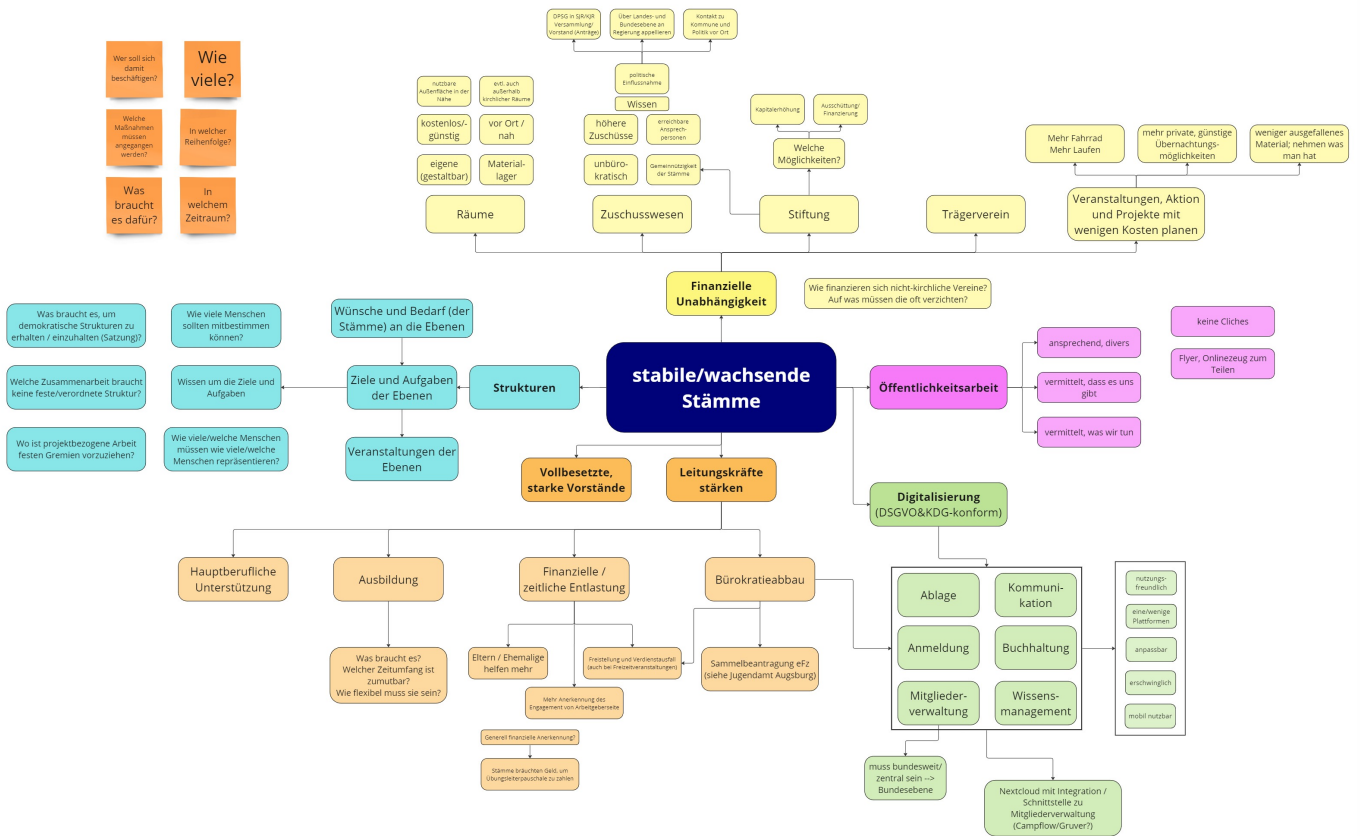 Wer soll sich
damit
beschäftigen?
Wie
viele?
Welche
Maßnahmen
müssen
angegangen
werden?
In welcher
Reihenfolge?
Was
braucht
es dafür?
In
welchem
Zeitraum?
DPSG in SJR/KJR
Versammlung/
Vorstand (Anträge)
Über Landes- und
Bundesebene an
Regierung appellieren
Kontakt zu
Kommune und
Politik vor Ort
politische
Einflussnahme
Wissen
nutzbare
Außenfläche in der
Nähe
evtl. auch
außerhalb
kirchlicher Räume
kostenlos/-
günstig
vor Ort /
nah
eigene
(gestaltbar)
Material-
lager
höhere
Zuschüsse
erreichbare
Ansprech-
personen
unbüro-
kratisch
Gemeinnützigkeit
der Stämme
Kapitalerhöhung
Ausschüttung/
Finanzierung
Welche
Möglichkeiten?
Mehr Fahrrad
Mehr Laufen
mehr private, günstige
Übernachtungs-
möglichkeiten
weniger ausgefallenes
Material; nehmen was
man hat
Räume
Zuschusswesen
Stiftung
Trägerverein
Veranstaltungen, Aktion
und Projekte mit
wenigen Kosten planen
Finanzielle
Unabhängigkeit
Wie finanzieren sich nicht-kirchliche Vereine?
Auf was müssen die oft verzichten?
Was braucht es, um
demokratische Strukturen zu
erhalten / einzuhalten (Satzung)?
Wie viele Menschen
sollten mitbestimmen
können?
Wünsche und Bedarf (der
Stämme) an die Ebenen
Welche Zusammenarbeit braucht
keine feste/verordnete Struktur?
Wissen um die Ziele und
Aufgaben
Ziele und Aufgaben
der Ebenen
Strukturen
stabile/wachsende
Stämme
Wo ist projektbezogene Arbeit
festen Gremien vorzuziehen?
Wie viele/welche Menschen
müssen wie viele/welche
Menschen repräsentieren?
Veranstaltungen der
Ebenen
Öffentlichkeitsarbeit
ansprechend, divers
vermittelt, dass es uns
gibt
vermittelt, was wir tun
keine Cliches
Flyer, Onlinezeug zum
Teilen
Vollbesetzte,
starke Vorstände
Leitungskräfte
stärken
Digitalisierung
(DSGVO&KDG-konform)
Hauptberufliche
Unterstützung
Ausbildung
Finanzielle /
zeitliche Entlastung
Bürokratieabbau
Was braucht es?
Welcher Zeitumfang ist
zumutbar?
Wie flexibel muss sie sein?
Eltern / Ehemalige
helfen mehr
Freistellung und Verdienstausfall
(auch bei Freizeitveranstaltungen)
Sammelbeantragung eFz
(siehe Jugendamt Augsburg)
Mehr Anerkennung des
Engagement von Arbeitgeberseite
Generell finanzielle Anerkennung?
Stämme bräuchten Geld, um
Übungsleiterpauschale zu zahlen
Ablage
Kommuni-
kation
Anmeldung
Buchhaltung
Mitglieder-
verwaltung
Wissens-
management
nutzungs-
freundlich
eine/wenige
Plattformen
anpassbar
erschwinglich
mobil nutzbar
muss bundesweit/
zentral sein -->
Bundesebene
Nextcloud mit Integration /
Schnittstelle zu
Mitgliederverwaltung
(Campflow/Gruver?)